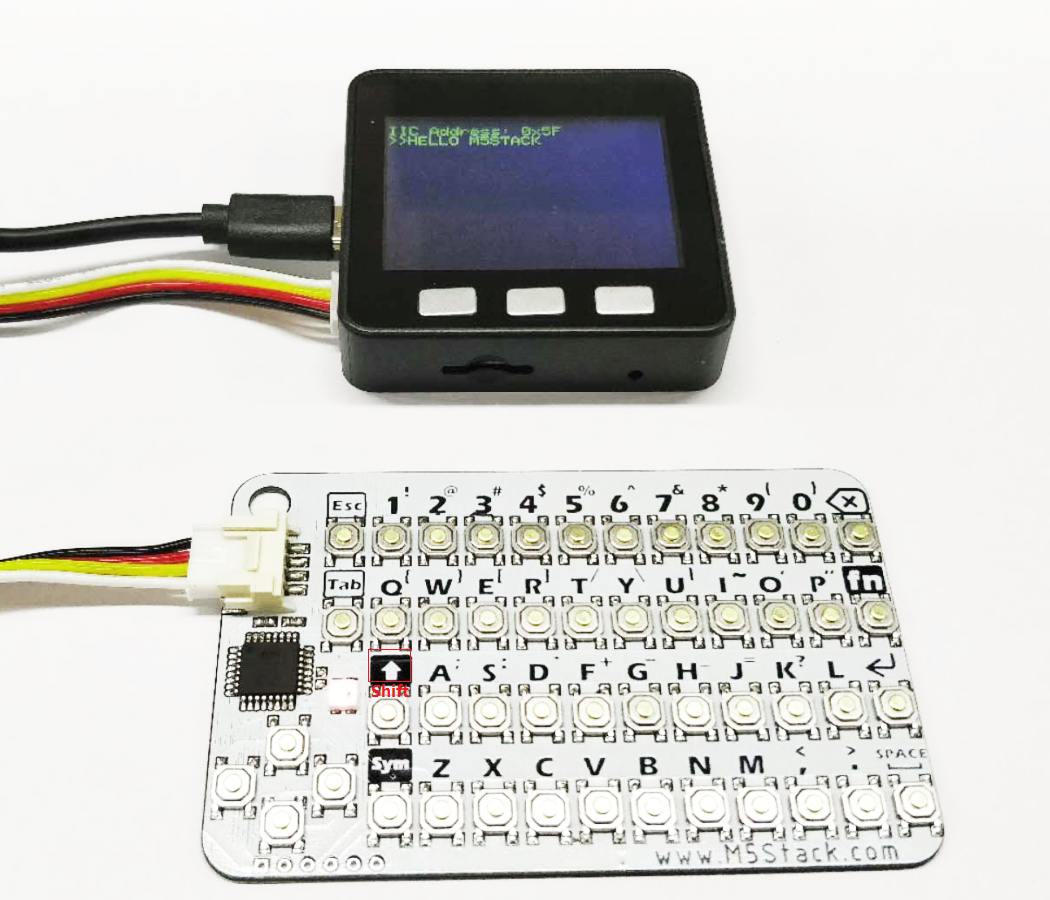 IIC Address: 0x5F
>>HELLO M5STACK
Esc 1! 2@ 3# 4$ 5% 6^ 7& 8* 9( 0)
Tab Q{ W} E[ R] T/ Y\ U| I~ O' P" fn
Shift A; S: D F+ G- H_ J= K? L
Sym Z X C V B N M <, >. SPACE
www.M5Stack.com